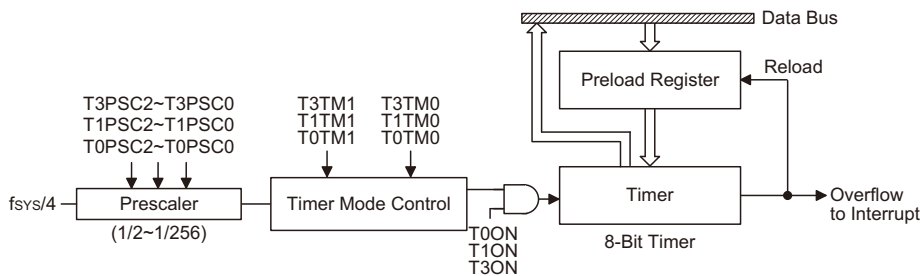 Data Bus
Preload Register
Reload
T3PSC2~T3PSC0
T1PSC2~T1PSC0
T0PSC2~T0PSC0
T3TM1 T3TM0
T1TM1 T1TM0
T0TM1 T0TM0
fSYS/4
Prescaler
Timer Mode Control
Timer
Overflow
to Interrupt
(1/2~1/256)
T0ON
T1ON
T3ON
8-Bit Timer